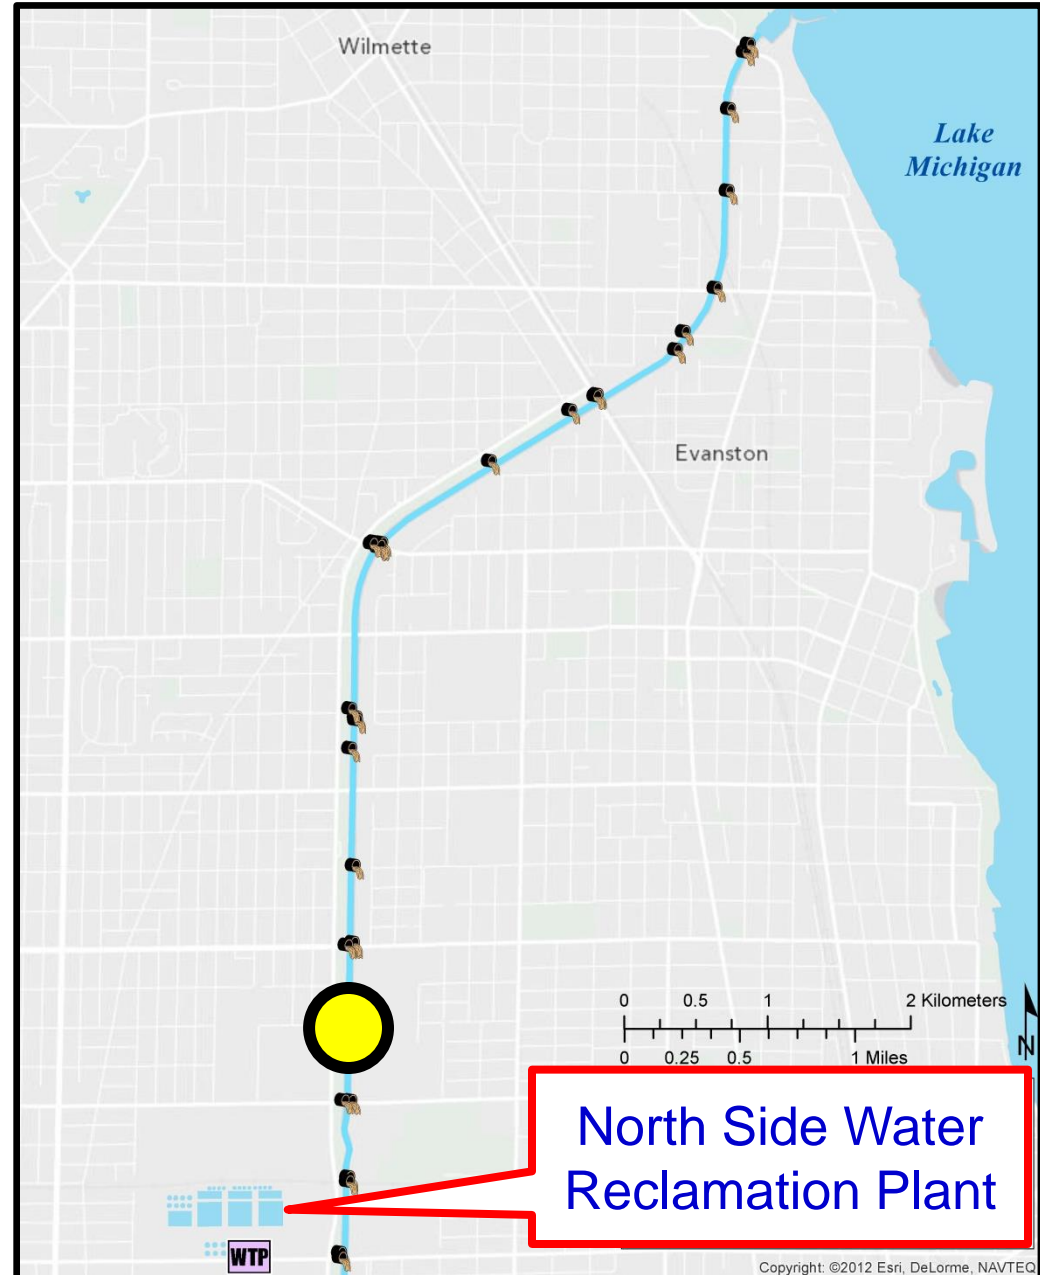 Wilmette
Lake
Michigan
Evanston
0 0.5 1 2 Kilometers
0 0.25 0.5 1 Miles
N
North Side Water
Reclamation Plant
WTP
Copyright: ©2012 Esri, DeLorme, NAVTEQ